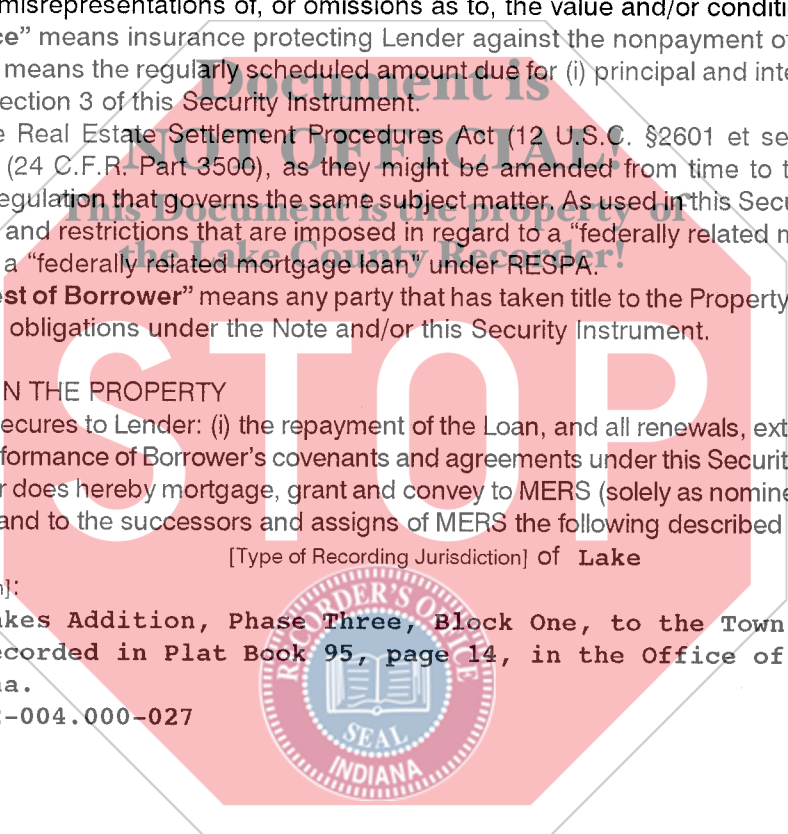 misrepresentations of, or omissions as to, the value and/or conditi
ce” means insurance protecting Lender against the nonpayment of
means the regularly scheduled amount due for (i) principal and inte
Document is
ection 3 of this Security Instrument.
e Real Estate Settlement Procedures Act (12 U.S.C. §2601 et se
NOT OFFICIAL!
(24 C.F.R. Part 3500), as they might be amended from time to t
egulation that governs the same subject matter. As used in this Secu
This Document is the property of
and restrictions that are imposed in regard to a “federally related m
the Lake County Recorder!
a “federally related mortgage loan” under RESPA.
est of Borrower” means any party that has taken title to the Property
obligations under the Note and/or this Security Instrument.
STOP
N THE PROPERTY
ecures to Lender: (i) the repayment of the Loan, and all renewals, ext
formance of Borrower’s covenants and agreements under this Securit
r does hereby mortgage, grant and convey to MERS (solely as nomine
and to the successors and assigns of MERS the following described
[Type of Recording Jurisdiction] of Lake
]:
RECORDER'S OFFICE
akes Addition, Phase Three, Block One, to the Town
ecorded in Plat Book 95, page 14, in the Office of
na.
-004.000-027
SEAL
INDIANA